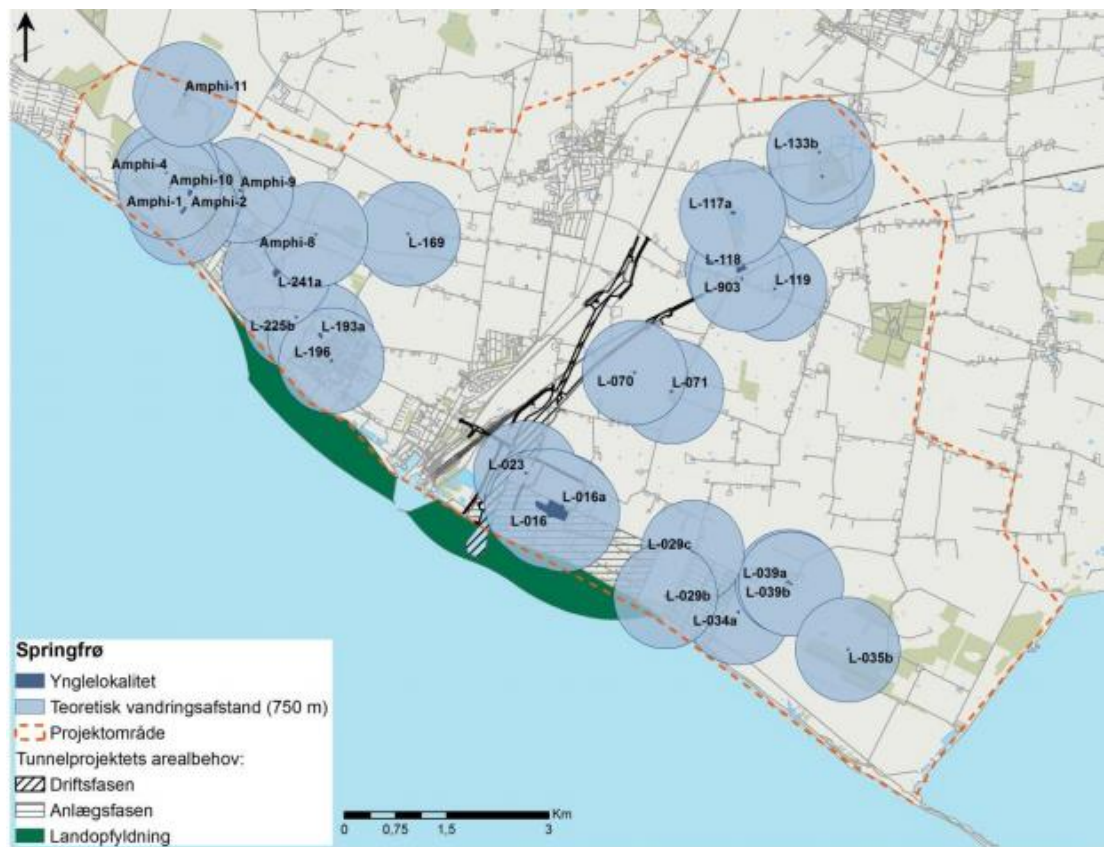 Amphi-11
L-133b
Amphi-4
Amphi-10
Amphi-9
Amphi-1
Amphi-2
L-117a
Amphi-8
L-169
L-118
L-241a
L-903
L-119
L-225b
L-193a
L-196
L-070
L-071
L-023
L-016a
L-016
L-029c
L-039a
L-039b
L-029b
L-034a
L-035b
Springfrø
Ynglelokalitet
Teoretisk vandringsafstand (750 m)
Projektområde
Tunnelprojektets arealbehov:
Driftsfasen
Anlægsfasen
Landopfyldning
Km
0 0,75 1,5 3